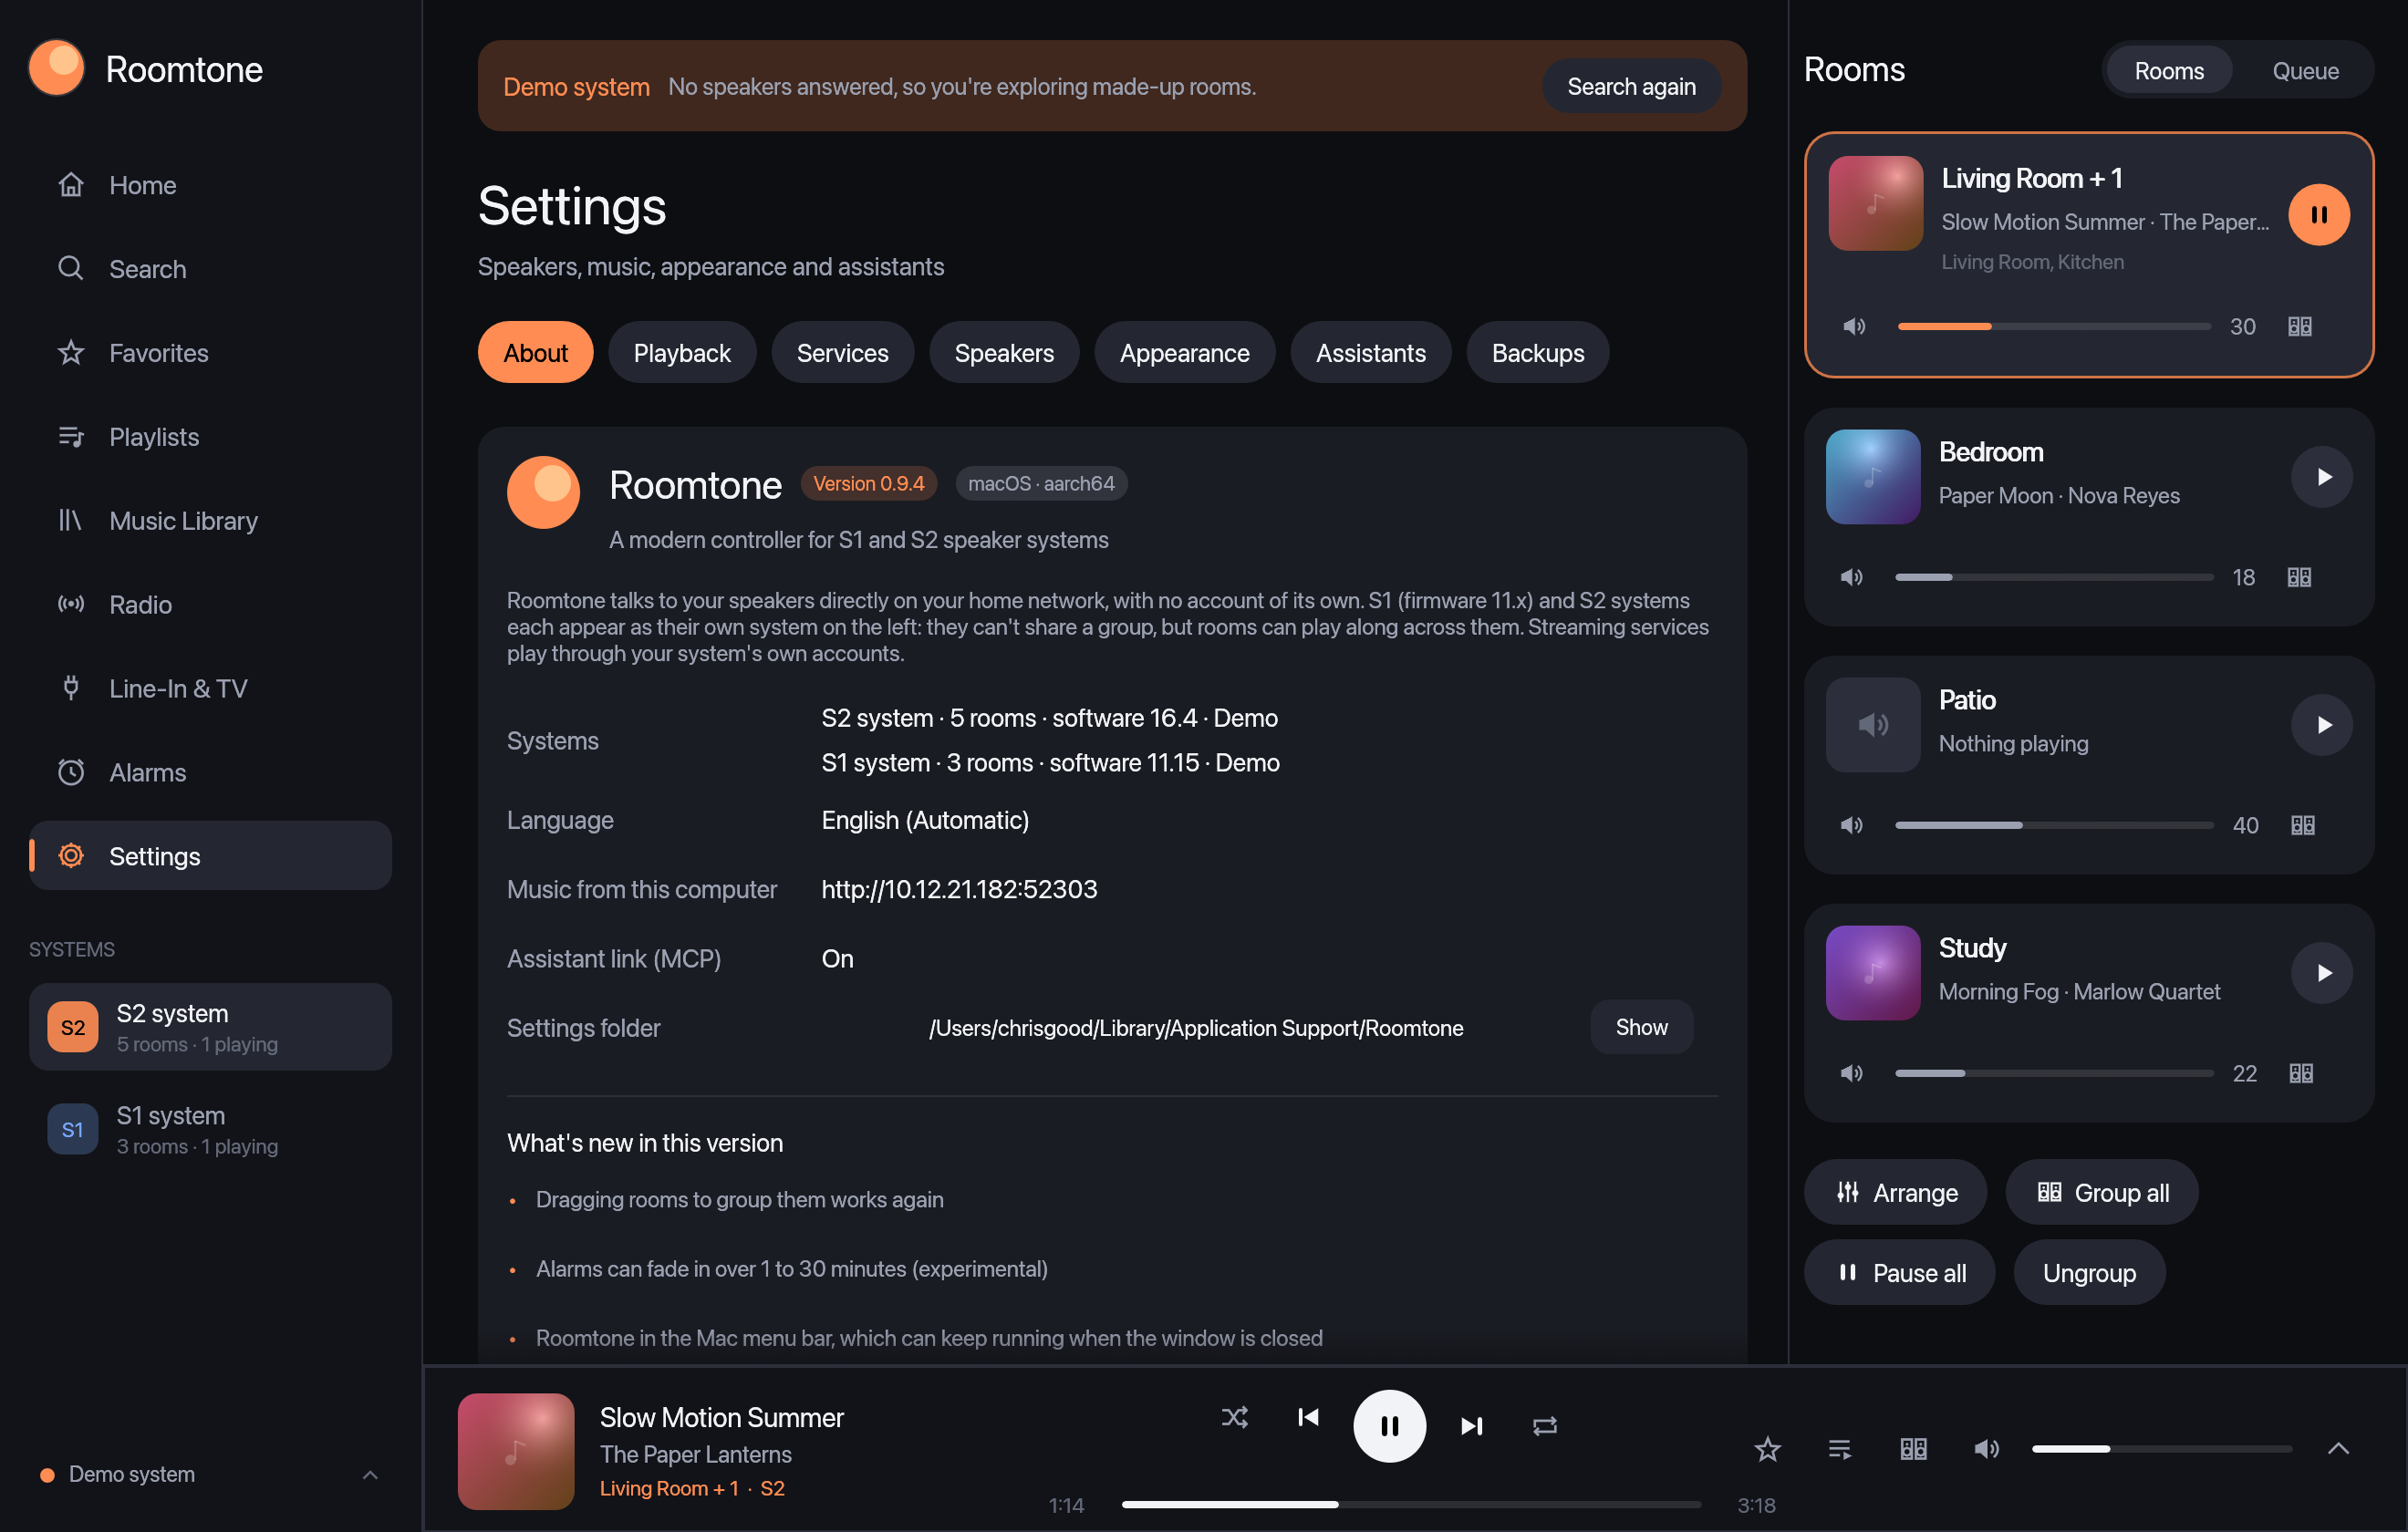 Roomtone
Home
Search
Favorites
Playlists
Music Library
Radio
Line-In & TV
Alarms
Settings
SYSTEMS
S2
S2 system
5 rooms · 1 playing
S1
S1 system
3 rooms · 1 playing
Demo system
Demo system No speakers answered, so you're exploring made-up rooms. Search again
Settings
Speakers, music, appearance and assistants
About Playback Services Speakers Appearance Assistants Backups
Roomtone Version 0.9.4 macOS · aarch64
A modern controller for S1 and S2 speaker systems
Roomtone talks to your speakers directly on your home network, with no account of its own. S1 (firmware 11.x) and S2 systems
each appear as their own system on the left: they can't share a group, but rooms can play along across them. Streaming services
play through your system's own accounts.
Systems
S2 system · 5 rooms · software 16.4 · Demo
S1 system · 3 rooms · software 11.15 · Demo
Language English (Automatic)
Music from this computer http://10.12.21.182:52303
Assistant link (MCP) On
Settings folder /Users/chrisgood/Library/Application Support/Roomtone Show
What's new in this version
• Dragging rooms to group them works again
• Alarms can fade in over 1 to 30 minutes (experimental)
• Roomtone in the Mac menu bar, which can keep running when the window is closed
Rooms
Rooms Queue
Living Room + 1
Slow Motion Summer · The Paper...
Living Room, Kitchen
30
Bedroom
Paper Moon · Nova Reyes
18
Patio
Nothing playing
40
Study
Morning Fog · Marlow Quartet
22
Arrange Group all
Pause all Ungroup
Slow Motion Summer
The Paper Lanterns
Living Room + 1 · S2
1:14 3:18